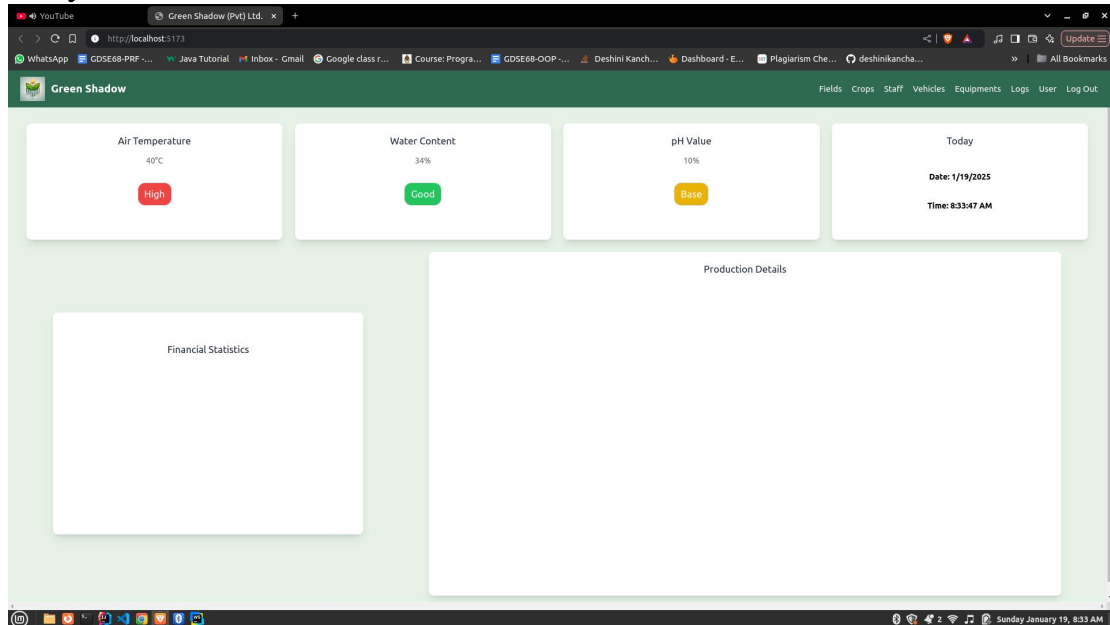 YouTube
Green Shadow (Pvt) Ltd.
http://localhost:5173
Update
WhatsApp GDSE68-PRF -... Java Tutorial Inbox - Gmail Google class r... Course: Progra... GDSE68-OOP -... Deshini Kanch... Dashboard - E... Plagiarism Che... deshinikancha... » All Bookmarks
Green Shadow
Fields Crops Staff Vehicles Equipments Logs User Log Out
Air Temperature
40°C
High
Water Content
34%
Good
pH Value
10%
Base
Today
Date: 1/19/2025
Time: 8:33:47 AM
Financial Statistics
Production Details
2 Sunday January 19, 8:33 AM